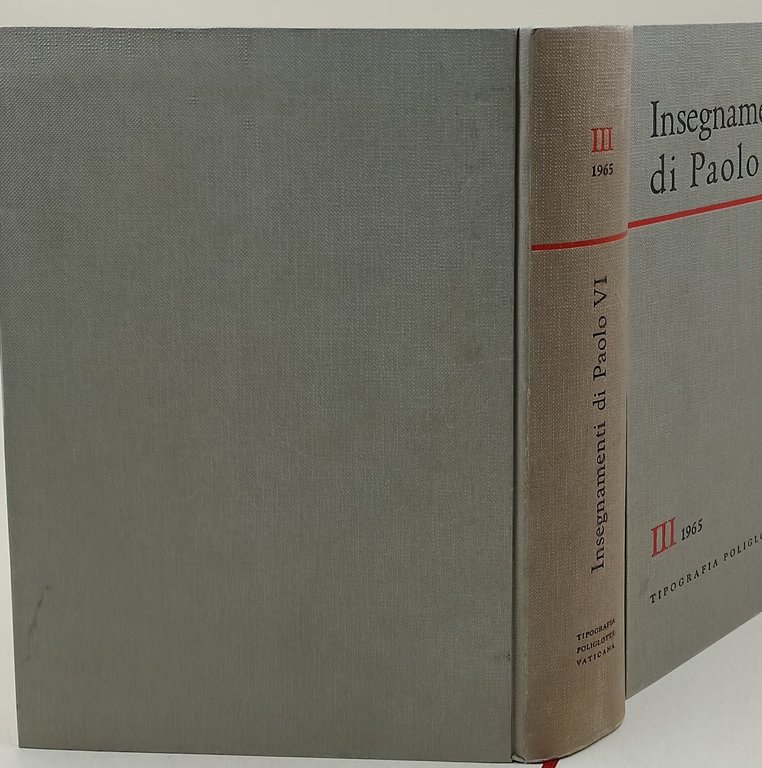 III
1965
Insegnamenti di Paolo VI
TIPOGRAFIA
POLIGLOTTA
VATICANA
Insegname
di Paolo
III 1965
TIPOGRAFIA POLIGLO